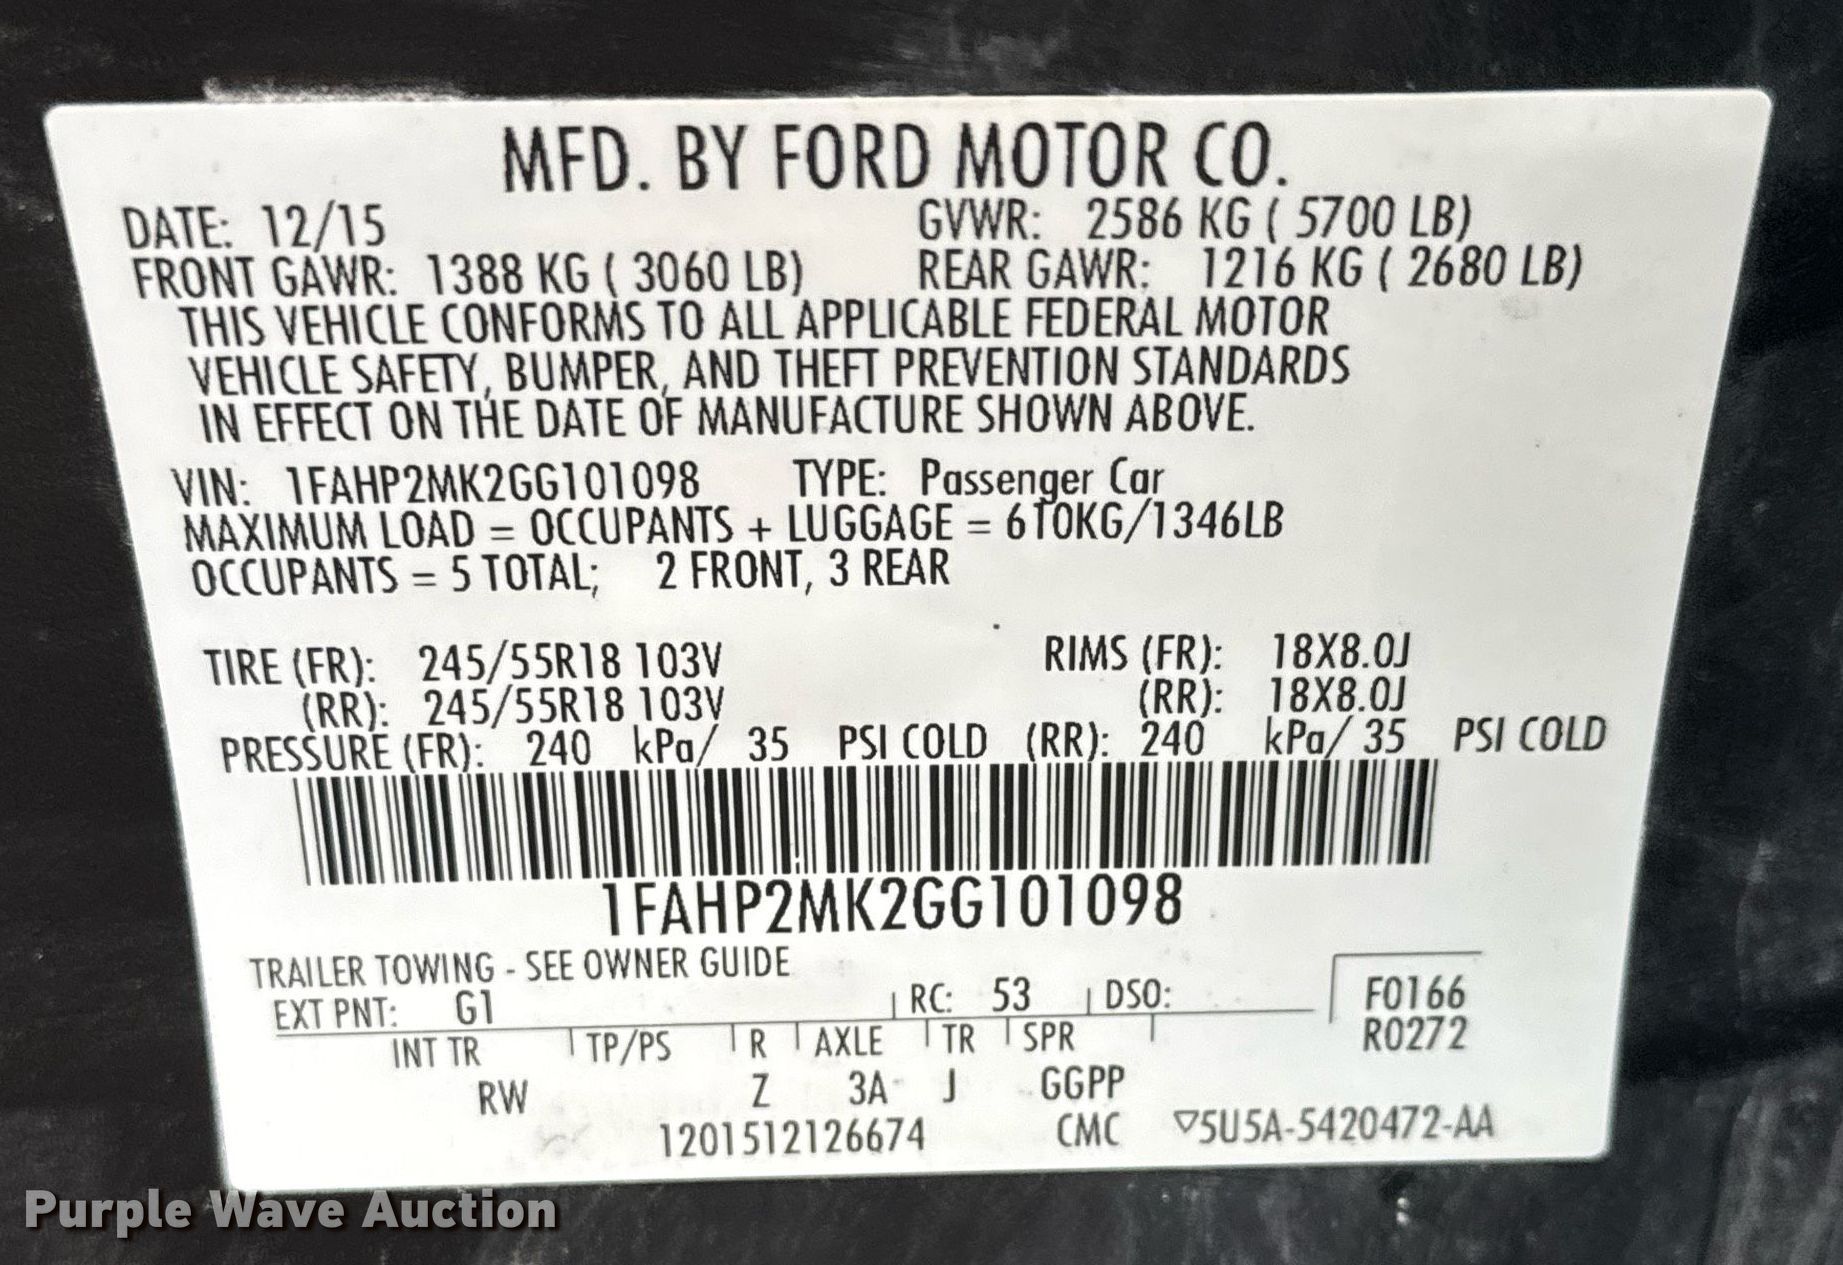 MFD. BY FORD MOTOR CO.
DATE: 12/15 GVWR: 2586 KG ( 5700 LB)
FRONT GAWR: 1388 KG ( 3060 LB) REAR GAWR: 1216 KG ( 2680 LB)
THIS VEHICLE CONFORMS TO ALL APPLICABLE FEDERAL MOTOR
VEHICLE SAFETY, BUMPER, AND THEFT PREVENTION STANDARDS
IN EFFECT ON THE DATE OF MANUFACTURE SHOWN ABOVE.
VIN: 1FAHP2MK2GG101098 TYPE: Passenger Car
MAXIMUM LOAD = OCCUPANTS + LUGGAGE = 610KG/1346LB
OCCUPANTS = 5 TOTAL; 2 FRONT, 3 REAR
TIRE (FR): 245/55R18 103V RIMS (FR): 18X8.0J
(RR): 245/55R18 103V (RR): 18X8.0J
PRESSURE (FR): 240 kPa/ 35 PSI COLD (RR): 240 kPa/ 35 PSI COLD
1FAHP2MK2GG101098
TRAILER TOWING - SEE OWNER GUIDE
EXT PNT: G1 RC: 53 DSO: F0166
INT TR TP/PS R AXLE TR SPR R0272
RW Z 3A J GGPP
1201512126674 CMC ▽5U5A-5420472-AA
Purple Wave Auction